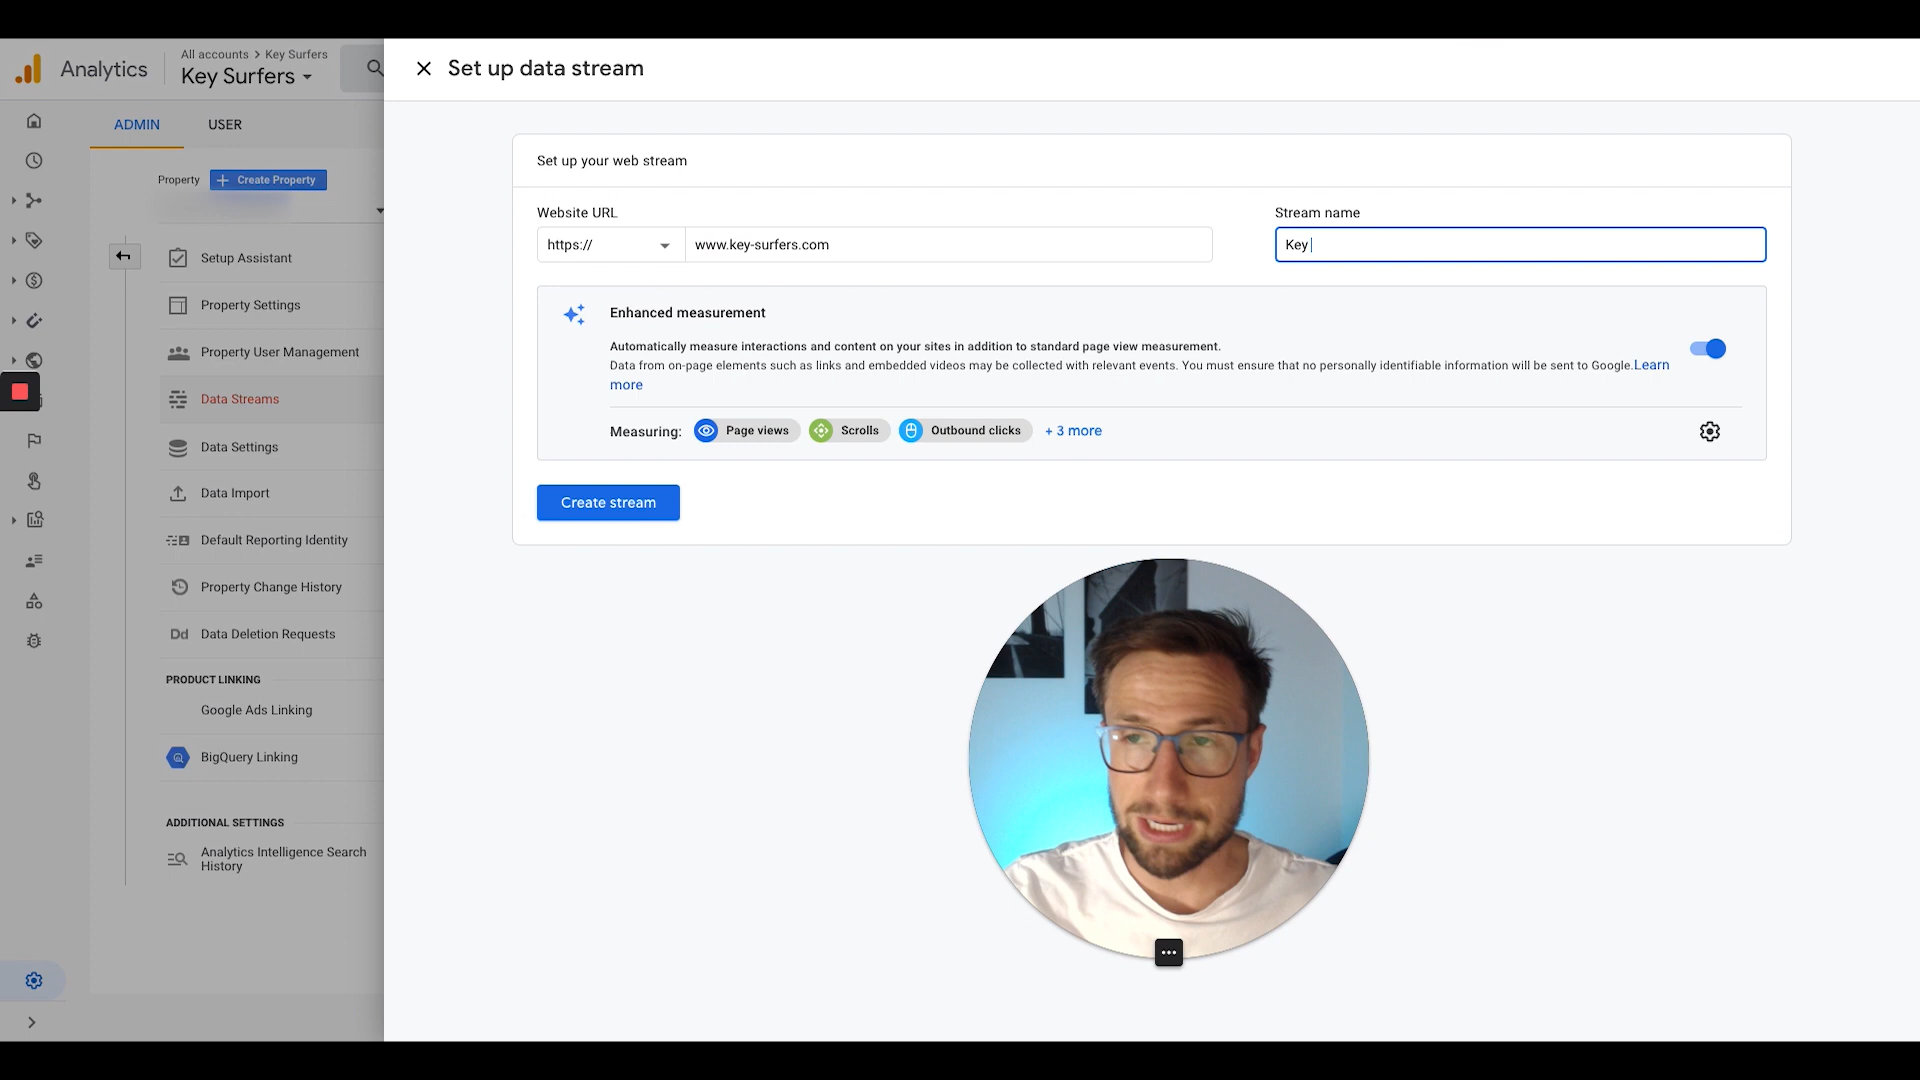 Analytics
All accounts > Key Surfers
Key Surfers
Set up data stream
ADMIN
USER
Property
Create Property
Setup Assistant
Property Settings
Property User Management
Data Streams
Data Settings
Data Import
Default Reporting Identity
Property Change History
Dd Data Deletion Requests
PRODUCT LINKING
Google Ads Linking
BigQuery Linking
ADDITIONAL SETTINGS
Analytics Intelligence Search
History
Set up your web stream
Website URL
Stream name
https://
www.key-surfers.com
Key
Enhanced measurement
Automatically measure interactions and content on your sites in addition to standard page view measurement.
Data from on-page elements such as links and embedded videos may be collected with relevant events. You must ensure that no personally identifiable information will be sent to Google.Learn
more
Measuring:
Page views
Scrolls
Outbound clicks
+ 3 more
Create stream